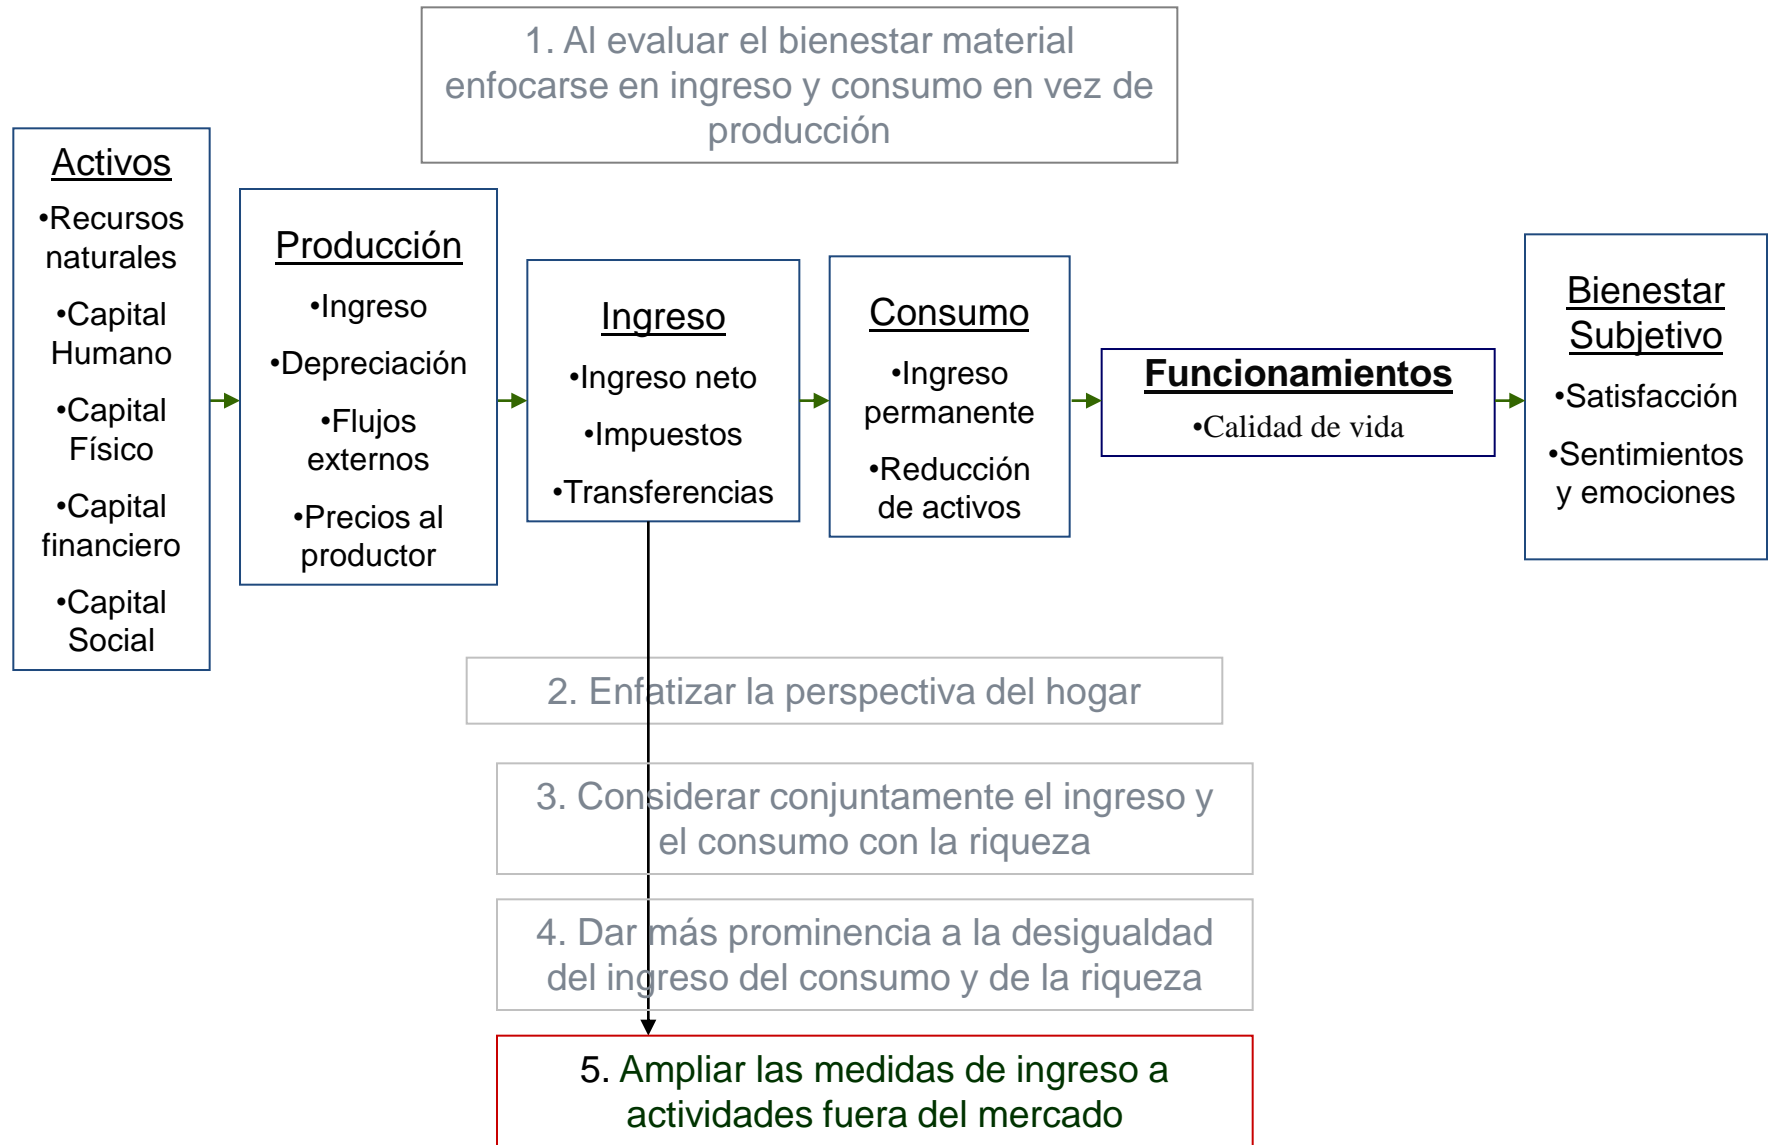 1. Al evaluar el bienestar material
enfocarse en ingreso y consumo en vez de
producción
Activos
•Recursos
naturales
•Capital
Humano
•Capital
Físico
•Capital
financiero
•Capital
Social
Producción
•Ingreso
•Depreciación
•Flujos
externos
•Precios al
productor
Ingreso
•Ingreso neto
•Impuestos
•Transferencias
Consumo
•Ingreso
permanente
•Reducción
de activos
Funcionamientos
•Calidad de vida
Bienestar
Subjetivo
•Satisfacción
•Sentimientos
y emociones
2. Enfatizar la perspectiva del hogar
3. Considerar conjuntamente el ingreso y
el consumo con la riqueza
4. Dar más prominencia a la desigualdad
del ingreso del consumo y de la riqueza
5. Ampliar las medidas de ingreso a
actividades fuera del mercado